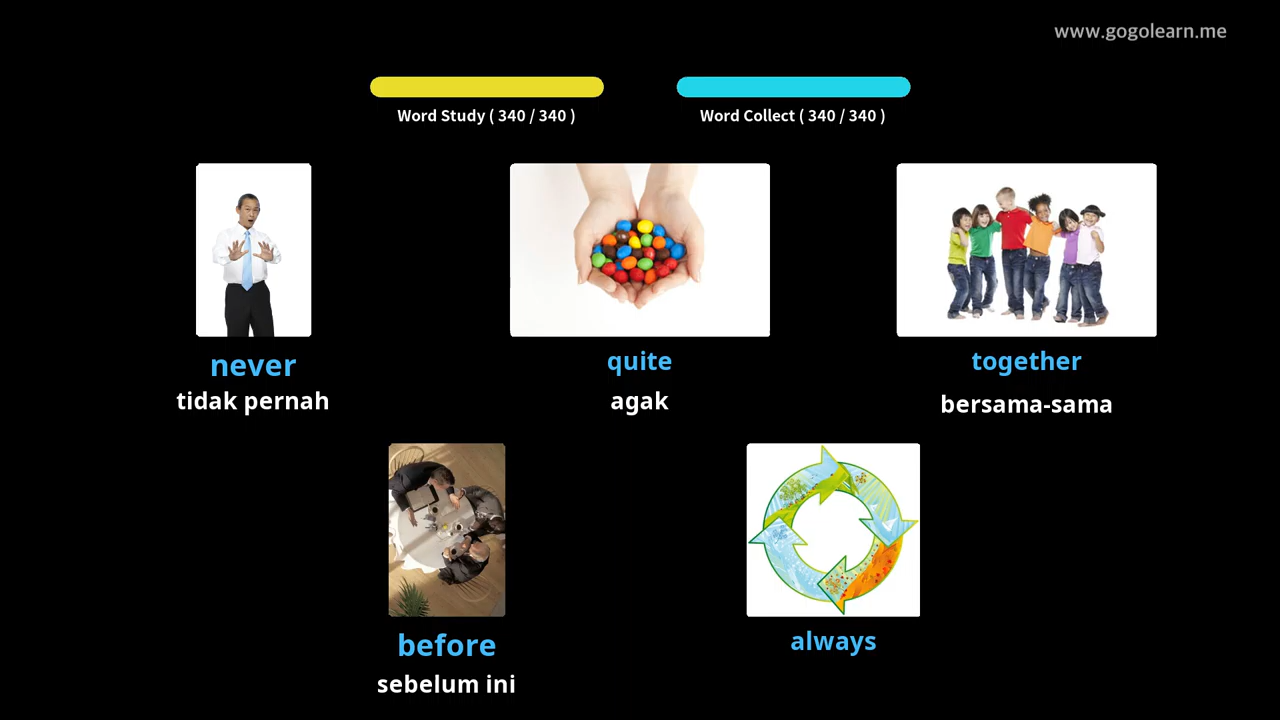 www.gogolearn.me
Word Study ( 340 / 340 )
Word Collect ( 340 / 340 )
never
quite
together
tidak pernah
agak
bersama-sama
before
always
sebelum ini